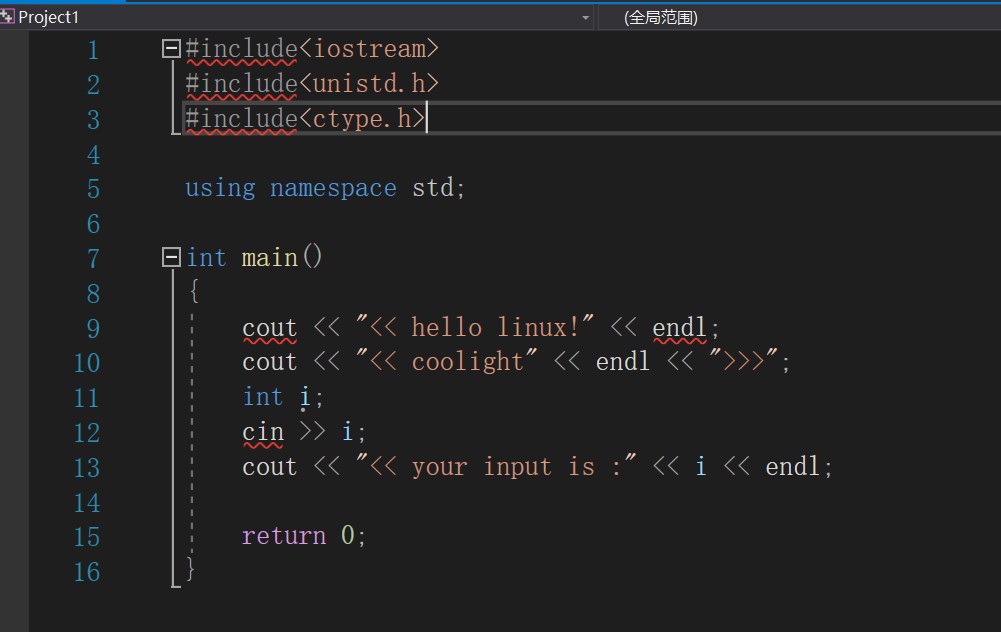 Project1 (全局范围)
1 #include<iostream>
2 #include<unistd.h>
3 #include<ctype.h>
4
5 using namespace std;
6
7 int main()
8 {
9 cout << "<< hello linux!" << endl;
10 cout << "<< coolight" << endl << ">>>";
11 int i;
12 cin >> i;
13 cout << "<< your input is :" << i << endl;
14
15 return 0;
16 }